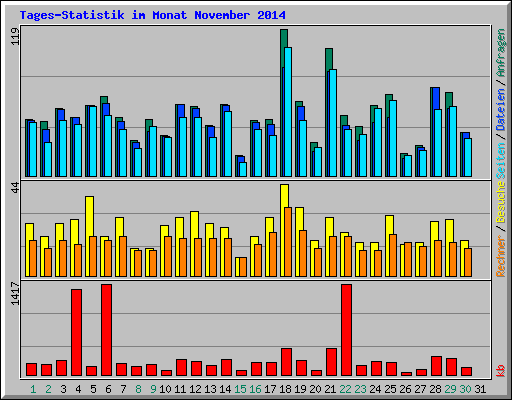 Tages-Statistik im Monat November 2014
119
44
1417
Rechner / Besuche Seiten / Dateien / Anfragen
kb
1 2 3 4 5 6 7 8 9 10 11 12 13 14 15 16 17 18 19 20 21 22 23 24 25 26 27 28 29 30 31